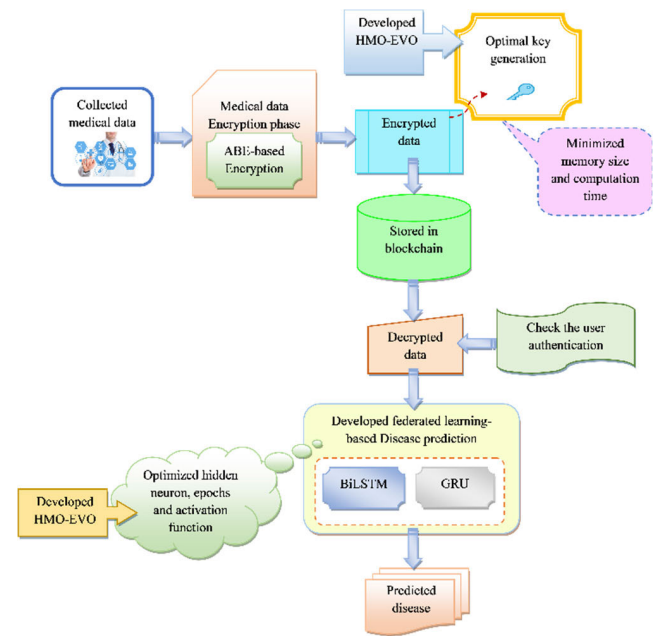 Developed
HMO-EVO
Optimal key
generation
Collected
medical data
Medical data
Encryption phase
ABE-based
Encryption
Encrypted
data
Minimized
memory size
and computation
time
Stored in
blockchain
Decrypted
data
Check the user
authentication
Developed federated learning-
based Disease prediction
BiLSTM
GRU
Optimized hidden
neuron, epochs
and activation
function
Developed
HMO-EVO
Predicted
disease